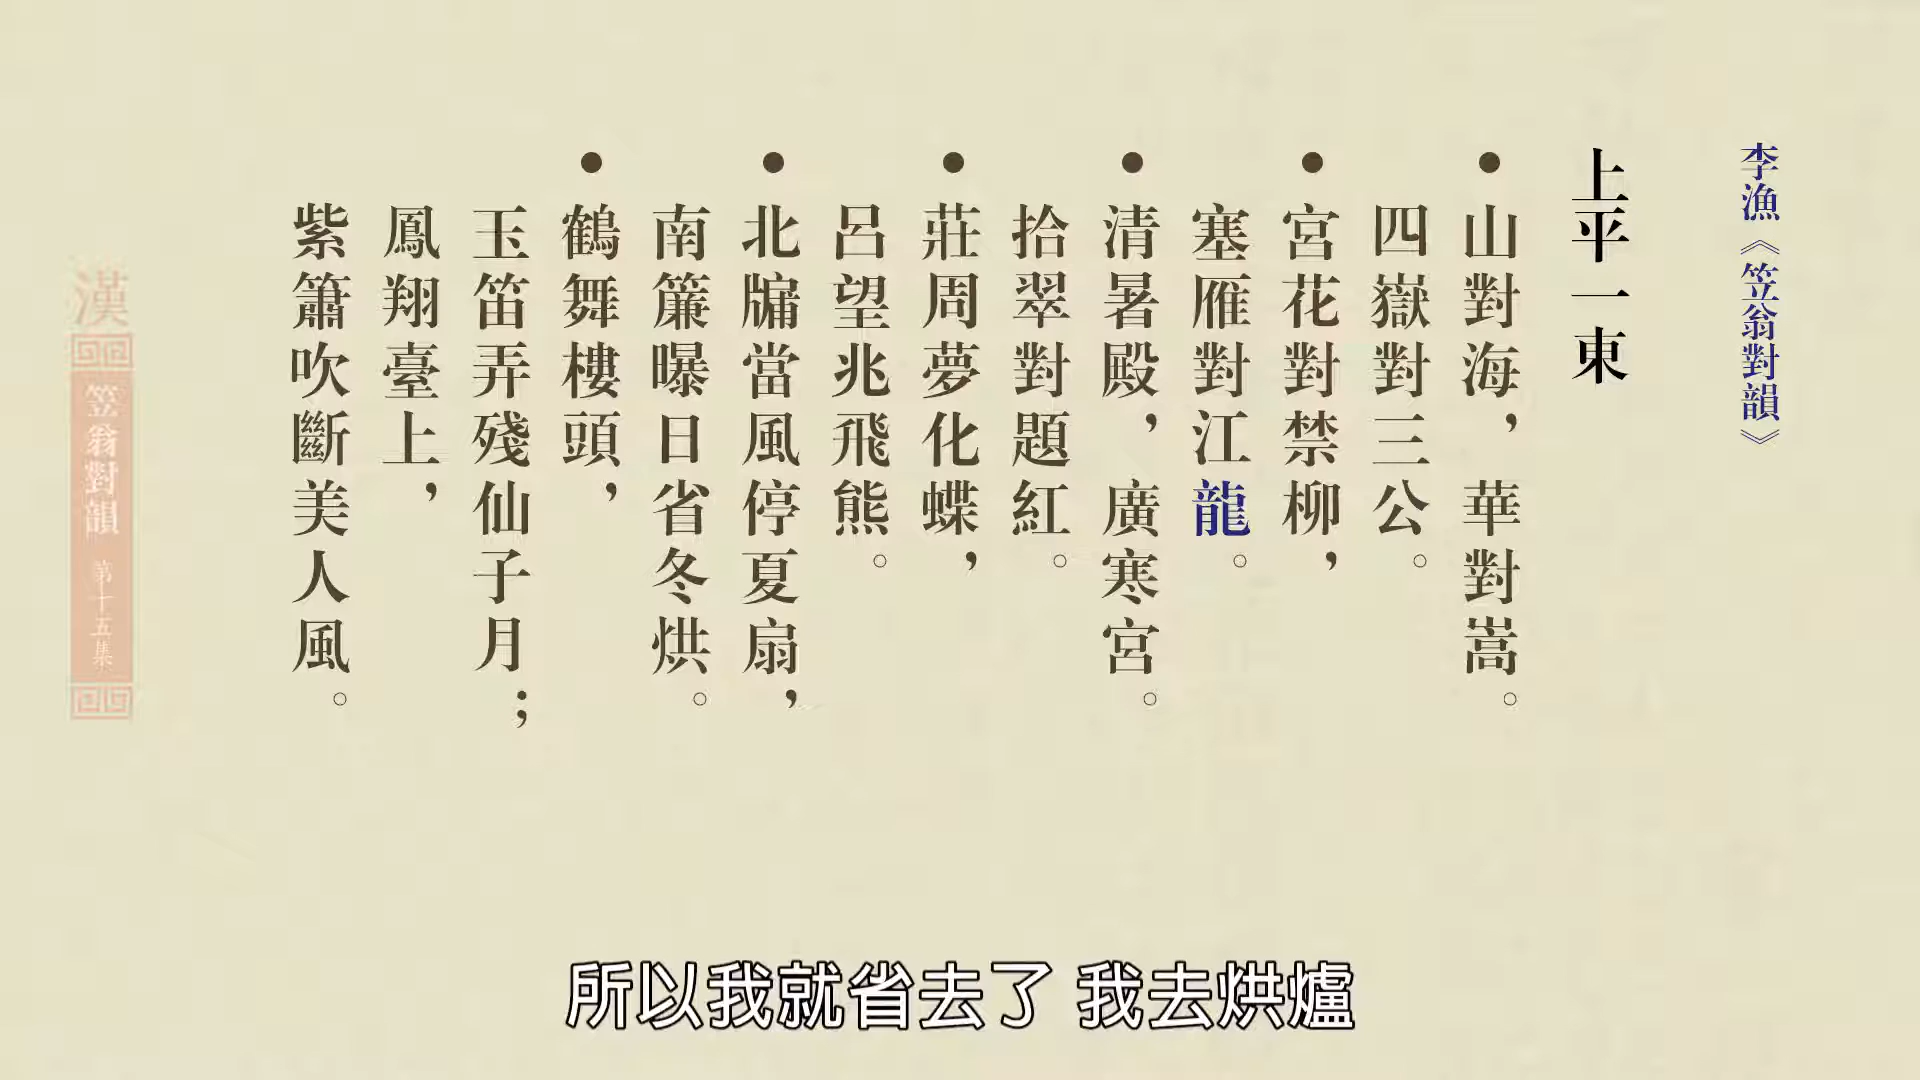 李漁《笠翁對韻》
上平一東
●山對海，華對嵩。
四嶽對三公。
●宮花對禁柳，
塞雁對江龍。
●清暑殿，廣寒宮。
拾翠對題紅。
●莊周夢化蝶，
呂望兆飛熊。
●北牖當風停夏扇，
南簾曝日省冬烘。
●鶴舞樓頭，
玉笛弄殘仙子月；
鳳翔臺上，
紫簫吹斷美人風。
漢
笠翁對韻 第十五集
所以我就省去了 我去烘爐